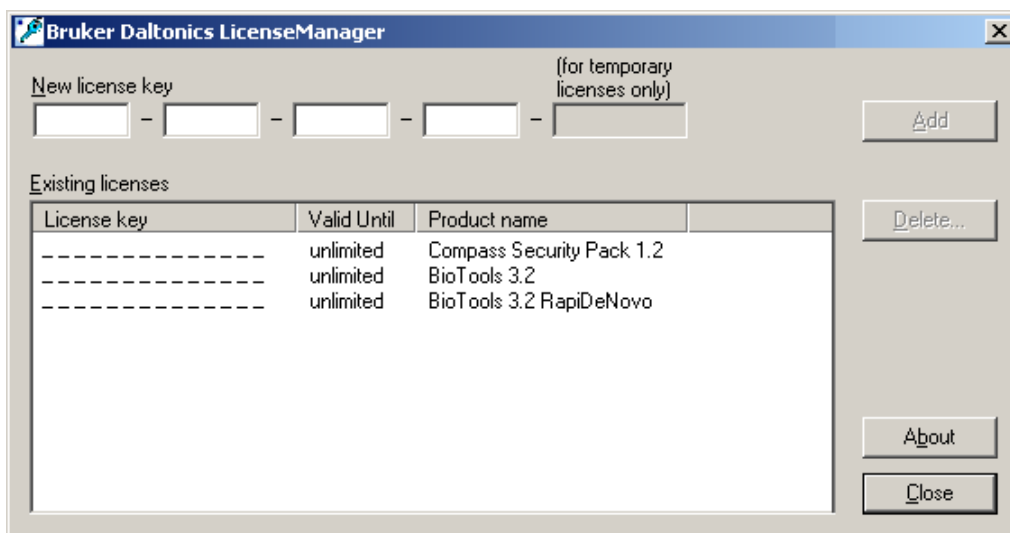 Bruker Daltonics LicenseManager
(for temporary
licenses only)
New license key
– – – –
Add
Existing licenses
License key Valid Until Product name
Delete...
_ _ _ _ _ _ _ _ _ _ _ _ _ _ unlimited Compass Security Pack 1.2
_ _ _ _ _ _ _ _ _ _ _ _ _ _ unlimited BioTools 3.2
_ _ _ _ _ _ _ _ _ _ _ _ _ _ unlimited BioTools 3.2 RapiDeNovo
About
Close